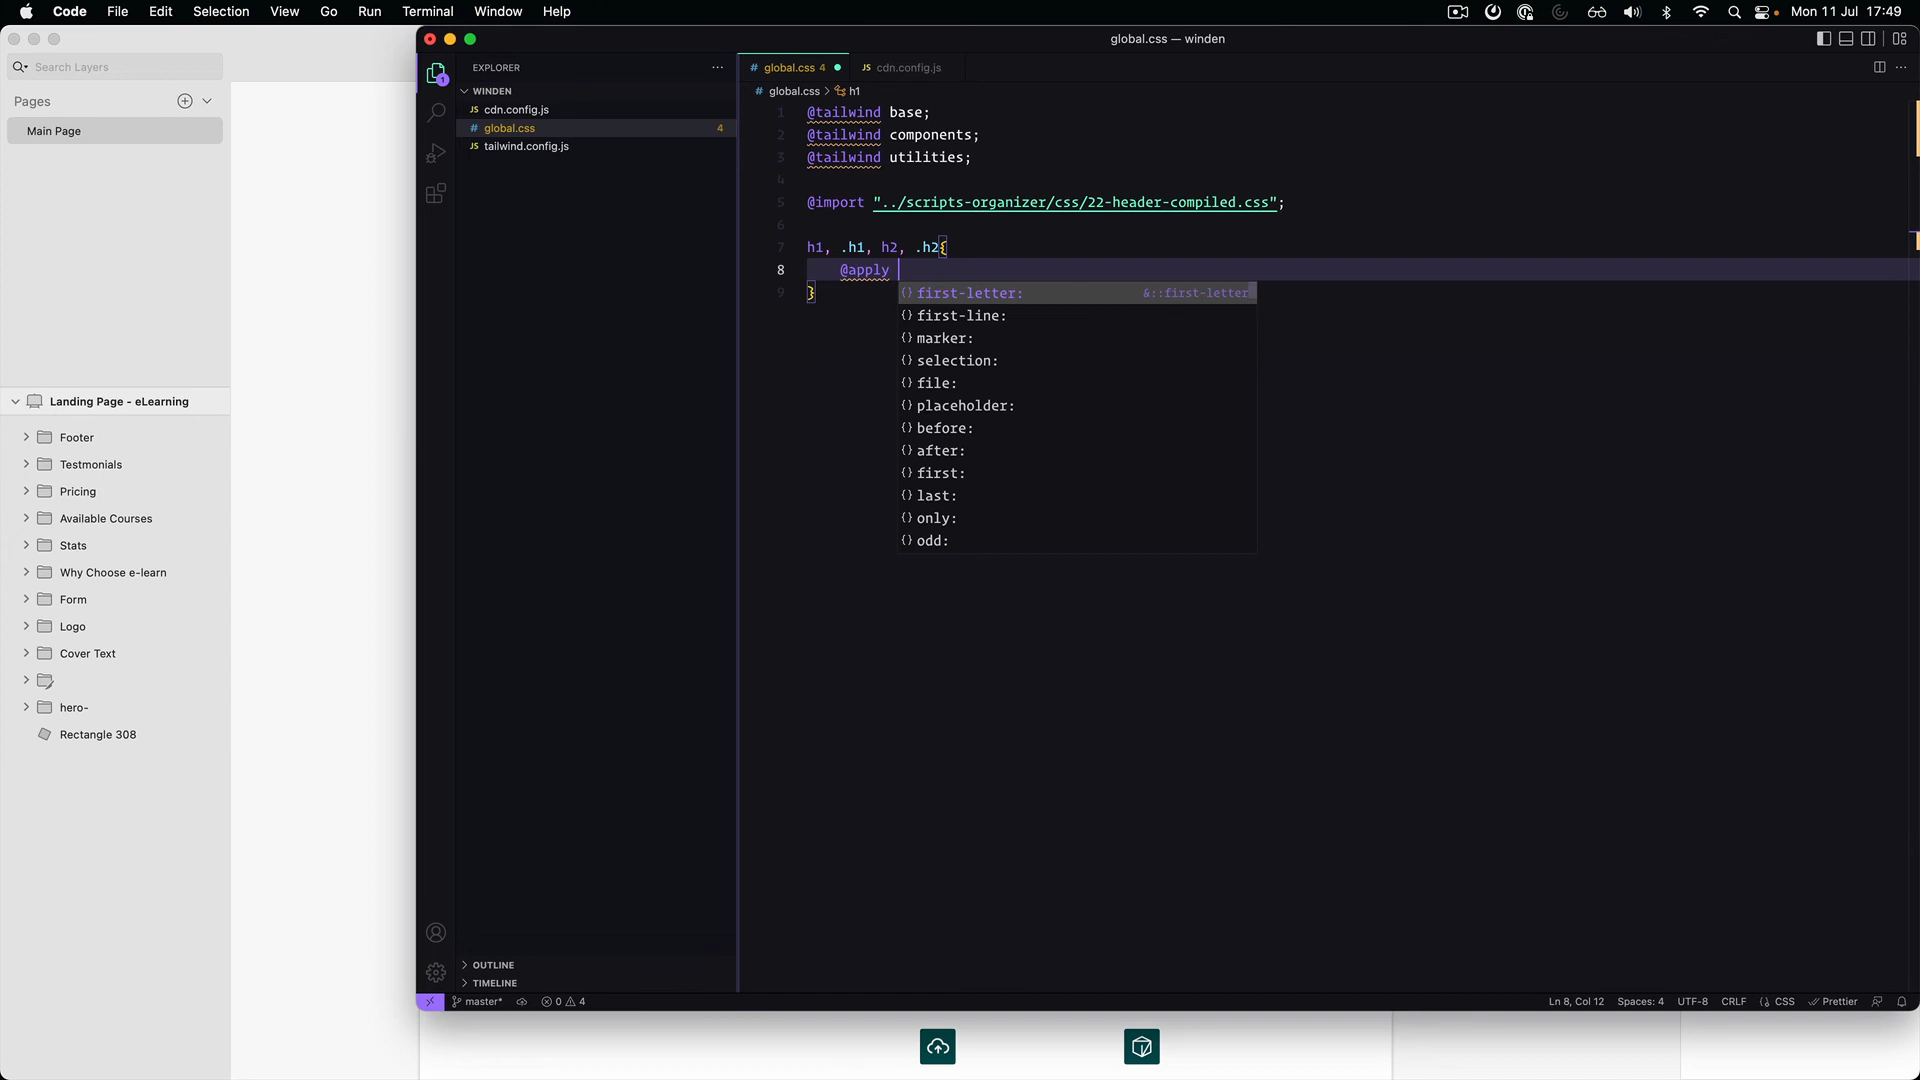 Code File Edit Selection View Go Run Terminal Window Help
Mon 11 Jul 17:49
Search Layers
Pages
Main Page
Landing Page - eLearning
Footer
Testmonials
Pricing
Available Courses
Stats
Why Choose e-learn
Form
Logo
Cover Text
hero-
Rectangle 308
global.css — winden
EXPLORER
1
WINDEN
JS cdn.config.js
# global.css 4
JS tailwind.config.js
OUTLINE
TIMELINE
# global.css 4
JS cdn.config.js
# global.css > h1
1 @tailwind base;
2 @tailwind components;
3 @tailwind utilities;
4
5 @import "../scripts-organizer/css/22-header-compiled.css";
6
7 h1, .h1, h2, .h2{
8 @apply
9 }
{} first-letter: &::first-letter
{} first-line:
{} marker:
{} selection:
{} file:
{} placeholder:
{} before:
{} after:
{} first:
{} last:
{} only:
{} odd:
master* 0 4
Ln 8, Col 12 Spaces: 4 UTF-8 CRLF {} CSS Prettier